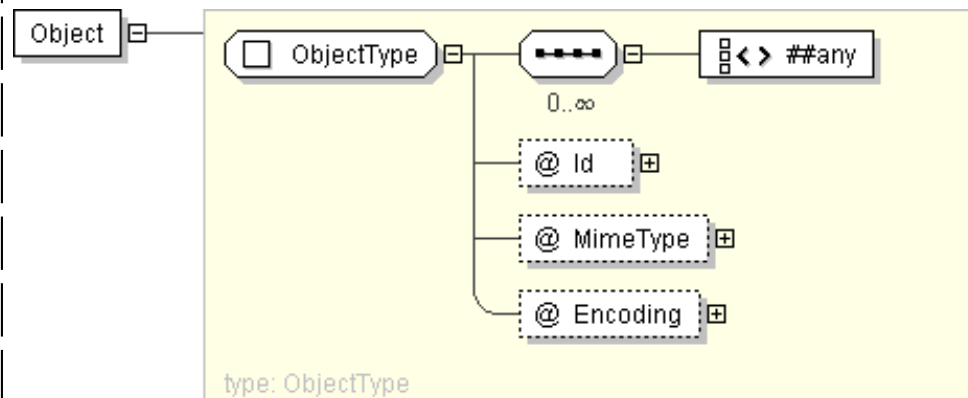 Object
ObjectType
##any
0..∞
@ Id
@ MimeType
@ Encoding
type: ObjectType